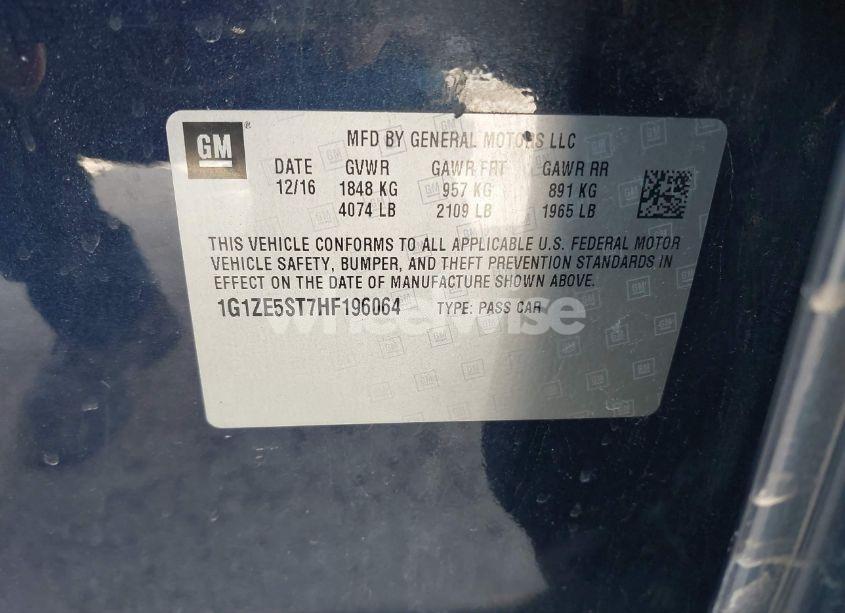 GM ® MFD BY GENERAL MOTORS LLC
DATE GVWR GAWR FRT GAWR RR
12/16 1848 KG 957 KG 891 KG
4074 LB 2109 LB 1965 LB
THIS VEHICLE CONFORMS TO ALL APPLICABLE U.S. FEDERAL MOTOR
VEHICLE SAFETY, BUMPER, AND THEFT PREVENTION STANDARDS IN
EFFECT ON THE DATE OF MANUFACTURE SHOWN ABOVE.
1G1ZE5ST7HF196064 TYPE: PASS CAR
wheelwise